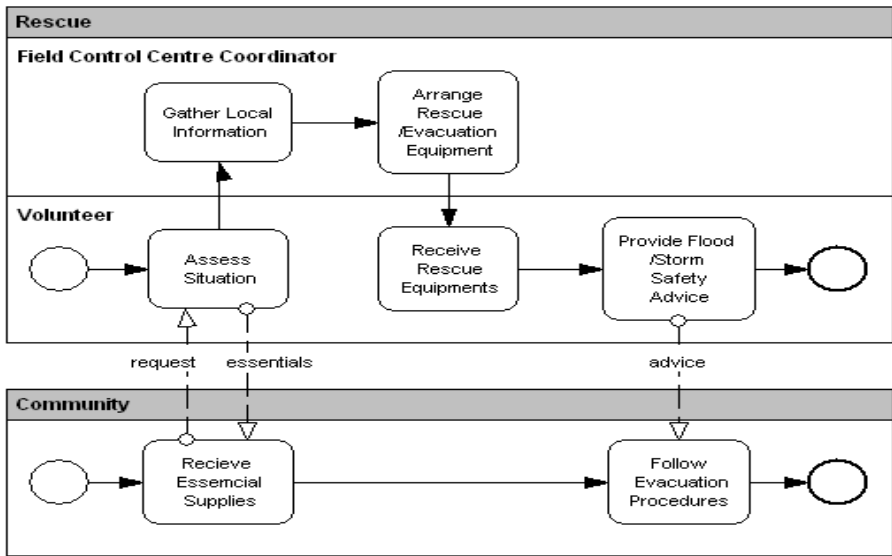 Rescue
Field Control Centre Coordinator
Gather Local
Information
Arrange
Rescue
/Evacuation
Equipment
Volunteer
Assess
Situation
Receive
Rescue
Equipments
Provide Flood
/Storm
Safety
Advice
request
essentials
advice
Community
Recieve
Essemcial
Supplies
Follow
Evacuation
Procedures